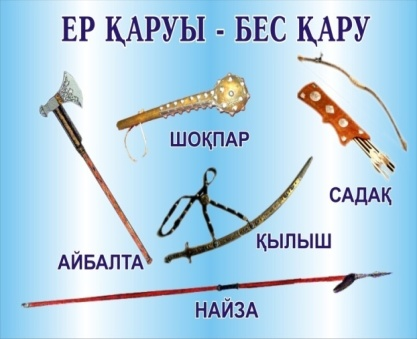 ЕР ҚАРУЫ - БЕС ҚАРУ
ШОҚПАР
САДАҚ
ҚЫЛЫШ
АЙБАЛТА
НАЙЗА